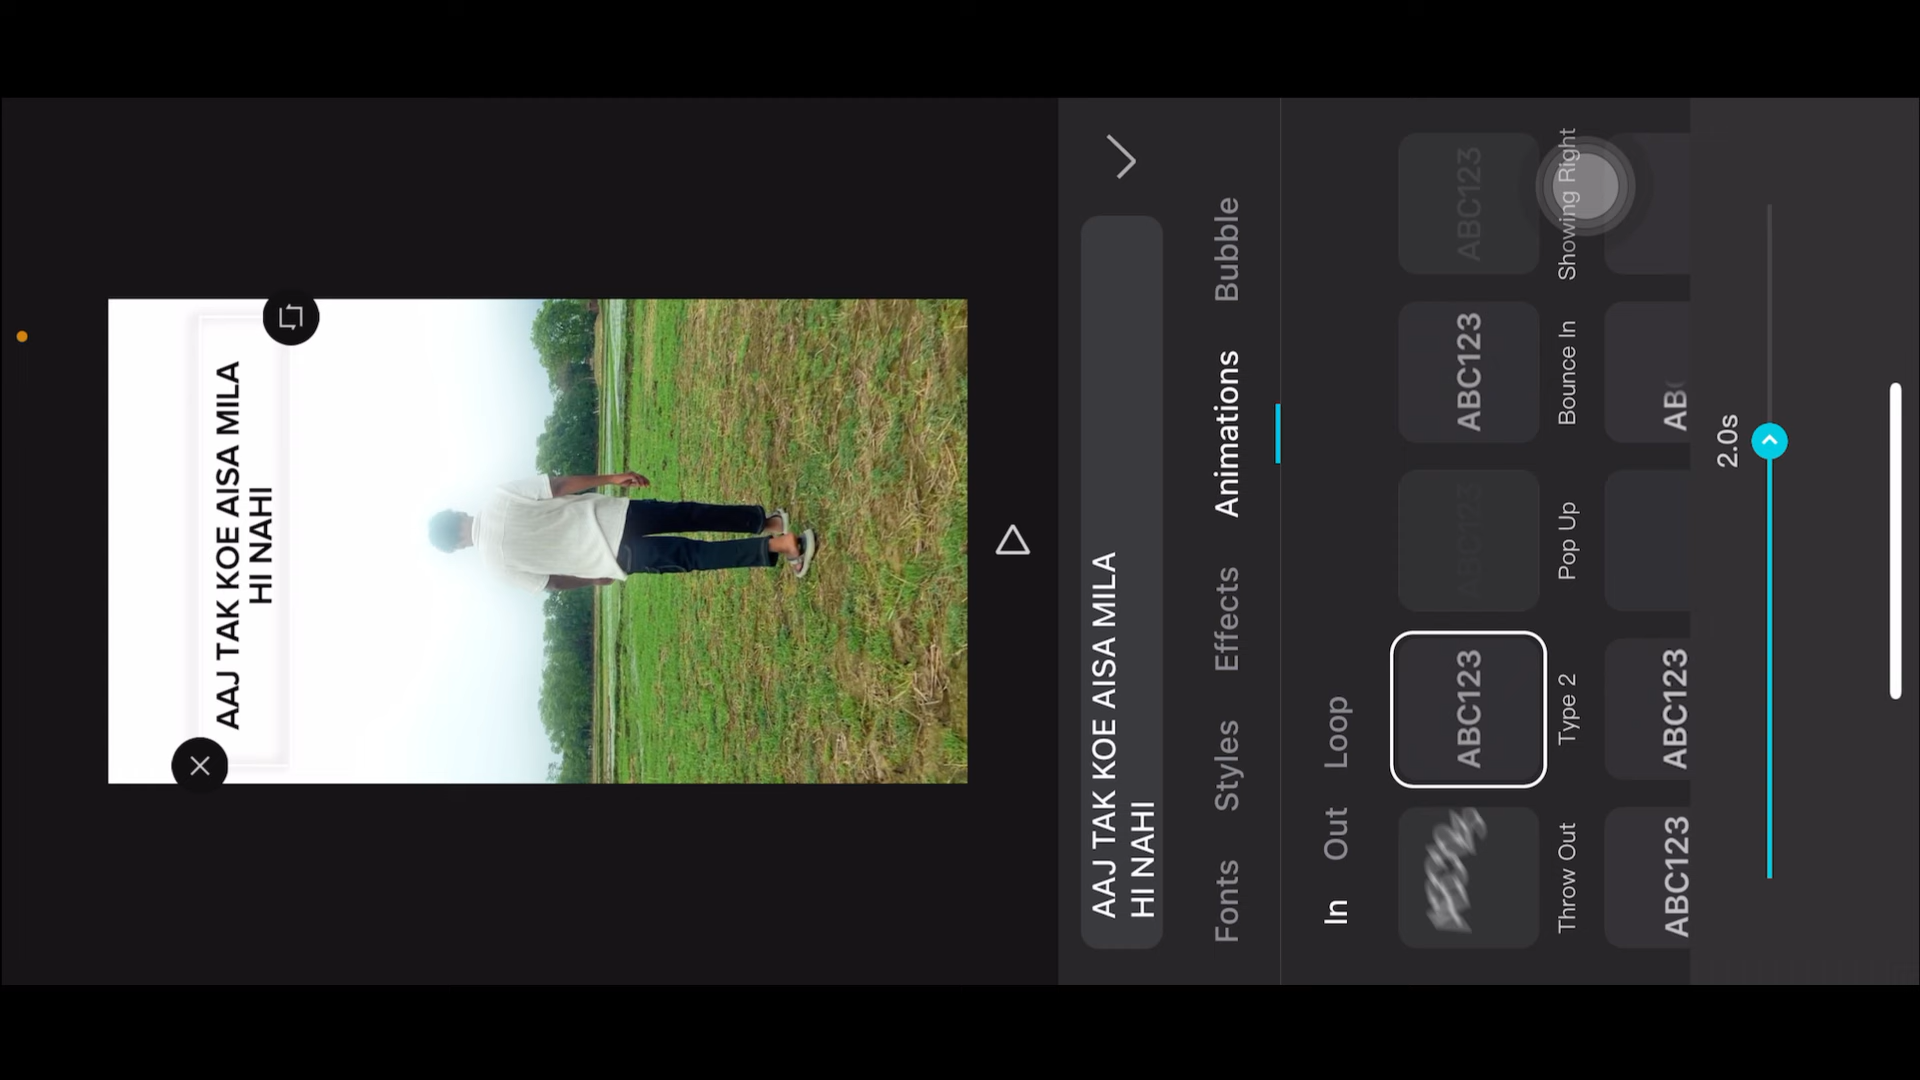 AAJ TAK KOE AISA MILA
HI NAHI
AAJ TAK KOE AISA MILA
HI NAHI
Fonts Styles Effects Animations Bubble
In Out Loop
ABC123 ABC123 ABC123 ABC123
Throw Out Type 2 Pop Up Bounce In Showing Right
ABC123 ABC123
2.0s